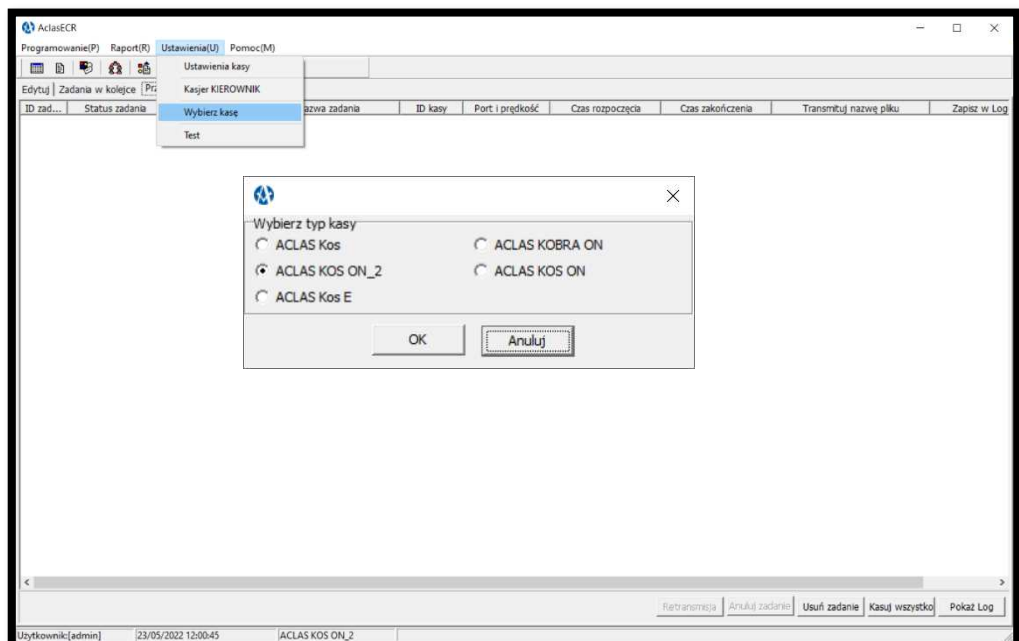 AclasECR
Programowanie(P) Raport(R) Ustawienia(U) Pomoc(M)
Ustawienia kasy
Edytuj Zadania w kolejce
Kasjer KIEROWNIK
ID zad... Status zadania azwa zadania ID kasy Port i prędkość Czas rozpoczęcia Czas zakończenia Transmituj nazwę pliku Zapisz w Log
Wybierz kasę
Test
Wybierz typ kasy
ACLAS Kos ACLAS KOBRA ON
ACLAS KOS ON_2 ACLAS KOS ON
ACLAS Kos E
OK Anuluj
Retransmisja Anuluj zadanie Usuń zadanie Kasuj wszystko Pokaż Log
Użytkownik:[admin] 23/05/2022 12:00:45 ACLAS KOS ON_2